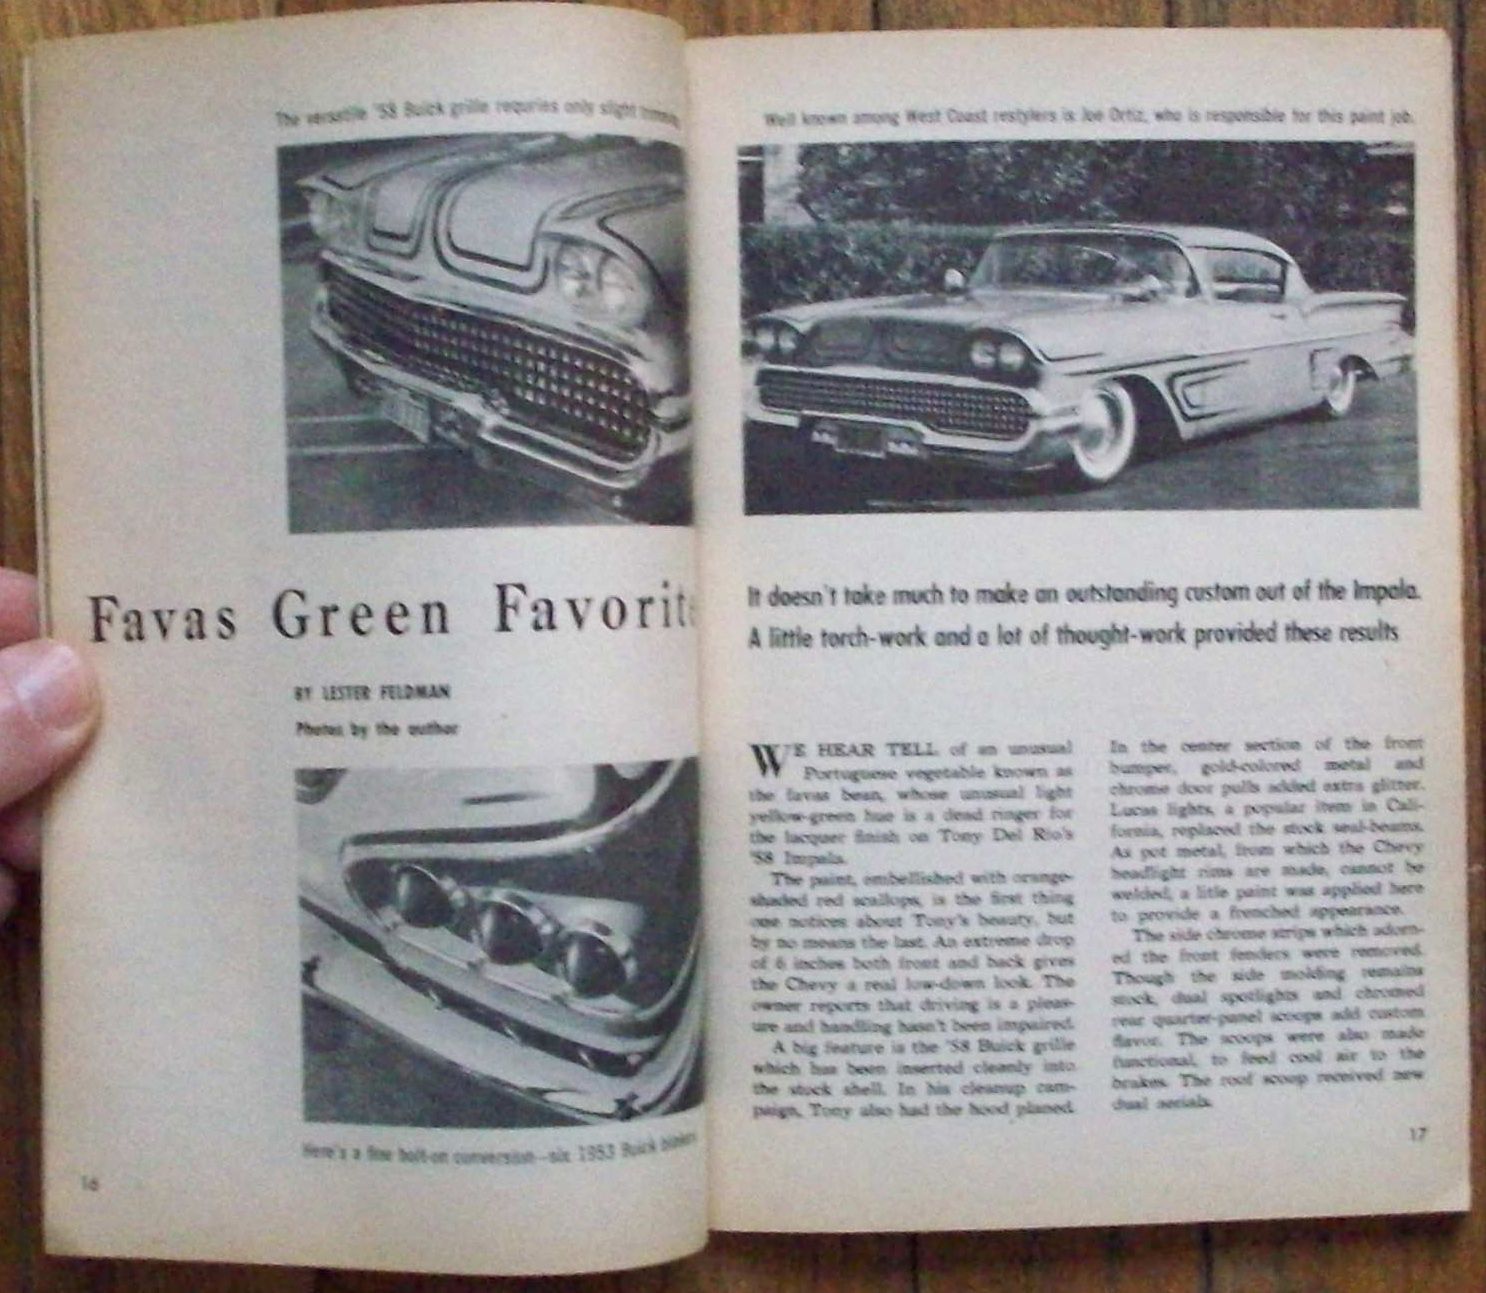 The versatile '58 Buick grille requries only slight
Favas Green Favorite
BY LESTER FELDMAN
Photos by the author
Here's a fine bolt-on conversion—six 1953 Buick
16
Well known among West Coast restylers is Joe Ortiz, who is responsible for this paint job.
It doesn't take much to make an outstanding custom out of the Impala.
A little torch-work and a lot of thought-work provided these results
WE HEAR TELL of an unusual
Portuguese vegetable known as
the favas bean, whose unusual light
yellow-green hue is a dead ringer for
the lacquer finish on Tony Del Rio's
'58 Impala.
The paint, embellished with orange-
shaded red scallops, is the first thing
one notices about Tony's beauty, but
by no means the last. An extreme drop
of 6 inches both front and back gives
the Chevy a real low-down look. The
owner reports that driving is a pleas-
ure and handling hasn't been impaired.
A big feature is the '58 Buick grille
which has been inserted cleanly into
the stock shell. In his cleanup cam-
paign, Tony also had the hood planed.
In the center section of the front
bumper, gold-colored metal and
chrome door pulls added extra glitter.
Lucas lights, a popular item in Cali-
fornia, replaced the stock seal-beams.
As pot metal, from which the Chevy
headlight rims are made, cannot be
welded, a litle paint was applied here
to provide a frenched appearance.
The side chrome strips which adorn-
ed the front fenders were removed.
Though the side molding remains
stock, dual spotlights and chromed
rear quarter-panel scoops add custom
flavor. The scoops were also made
functional, to feed cool air to the
brakes. The roof scoop received new
dual aerials.
17